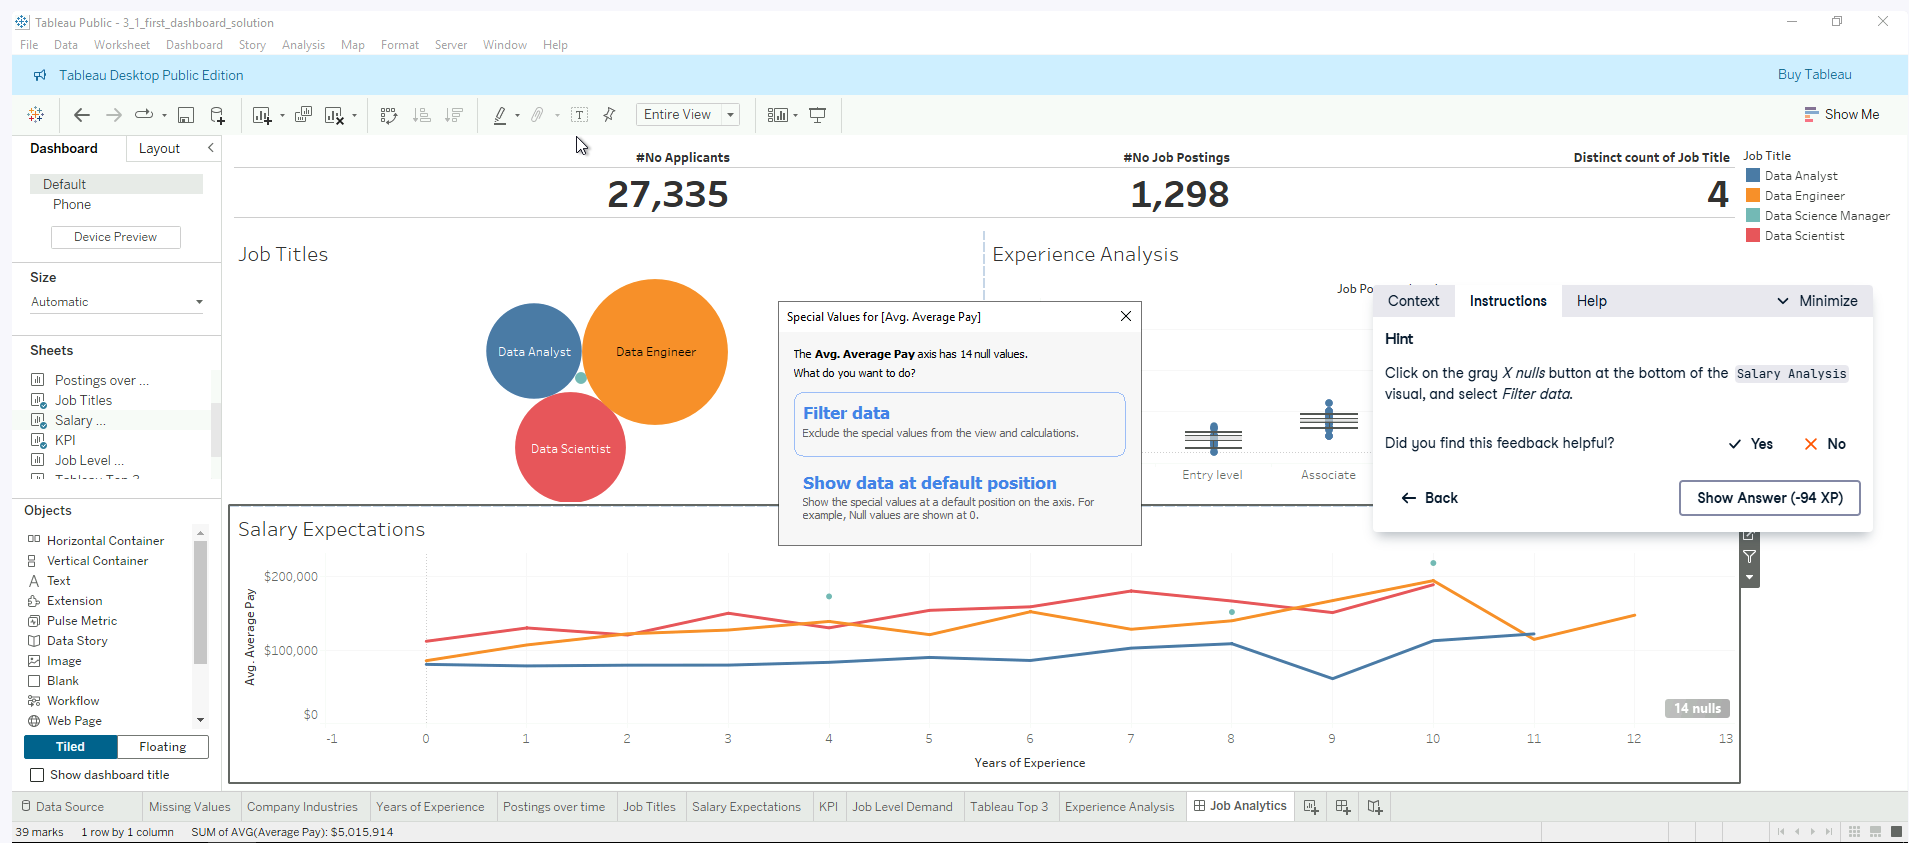 Tableau Public - 3_1_first_dashboard_solution
File Data Worksheet Dashboard Story Analysis Map Format Server Window Help
Tableau Desktop Public Edition
Buy Tableau
T
Entire View
Show Me
Dashboard Layout
Default
Phone
Device Preview
Size
Automatic
Sheets
Postings over ...
Job Titles
Salary ...
KPI
Job Level ...
Tableau Top 3
Objects
Horizontal Container
Vertical Container
A Text
Extension
Pulse Metric
Data Story
Image
Blank
Workflow
Web Page
Tiled Floating
Show dashboard title
#No Applicants #No Job Postings Distinct count of Job Title
27,335 1,298 4
Job Title
Data Analyst
Data Engineer
Data Science Manager
Data Scientist
Job Titles
Data Analyst
Data Engineer
Data Scientist
Experience Analysis
Job Po
Entry level Associate
Special Values for [Avg. Average Pay]
The Avg. Average Pay axis has 14 null values.
What do you want to do?
Filter data
Exclude the special values from the view and calculations.
Show data at default position
Show the special values at a default position on the axis. For
example, Null values are shown at 0.
Context Instructions Help Minimize
Hint
Click on the gray X nulls button at the bottom of the Salary Analysis
visual, and select Filter data.
Did you find this feedback helpful? Yes No
Back Show Answer (-94 XP)
Salary Expectations
Avg. Average Pay
$200,000
$100,000
$0
14 nulls
-1 0 1 2 3 4 5 6 7 8 9 10 11 12 13
Years of Experience
Data Source Missing Values Company Industries Years of Experience Postings over time Job Titles Salary Expectations KPI Job Level Demand Tableau Top 3 Experience Analysis Job Analytics
39 marks 1 row by 1 column SUM of AVG(Average Pay): $5,015,914